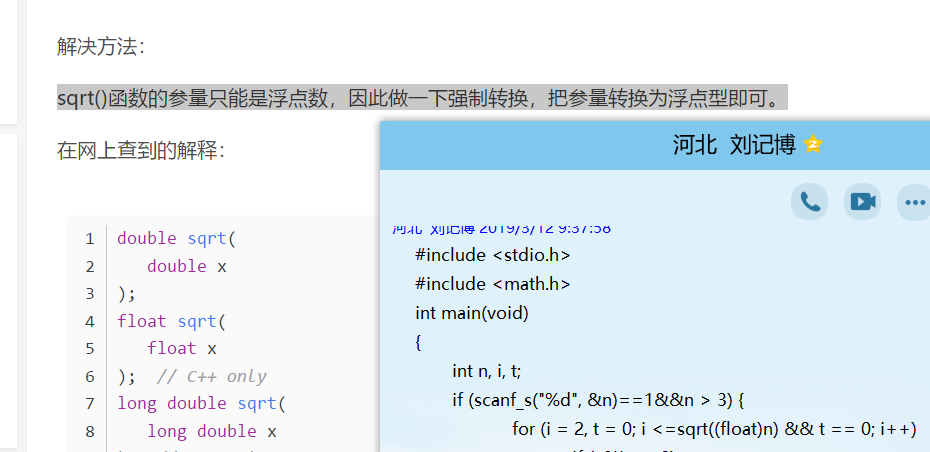 解决方法：
sqrt()函数的参量只能是浮点数，因此做一下强制转换，把参量转换为浮点型即可。
在网上查到的解释：
1 double sqrt(
2 double x
3 );
4 float sqrt(
5 float x
6 ); // C++ only
7 long double sqrt(
8 long double x
河北 刘记博
河北 刘记博 2019/3/12 9:37:58
#include <stdio.h>
#include <math.h>
int main(void)
{
int n, i, t;
if (scanf_s("%d", &n)==1&&n > 3) {
for (i = 2, t = 0; i <=sqrt((float)n) && t == 0; i++)